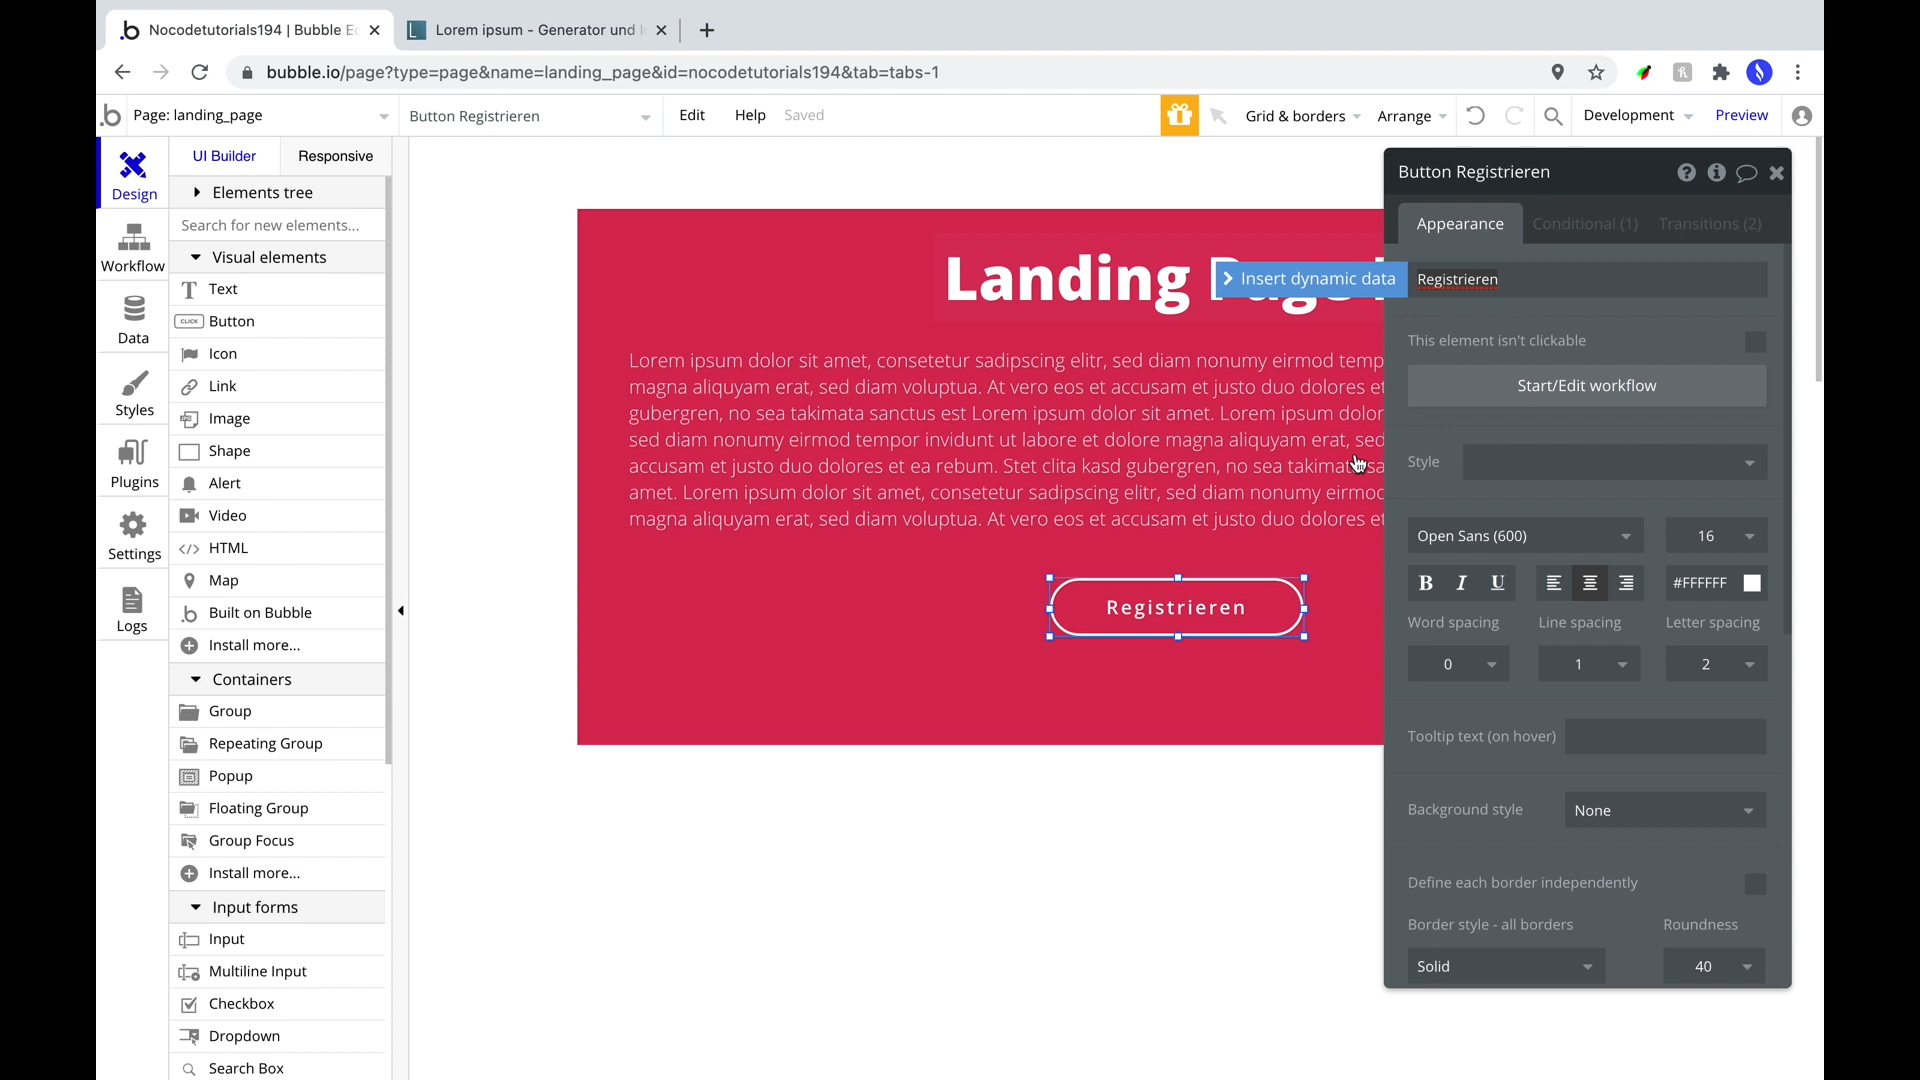 Nocodetutorials194 | Bubble Ed
Lorem ipsum - Generator und I
bubble.io/page?type=page&name=landing_page&id=nocodetutorials194&tab=tabs-1
Page: landing_page
Button Registrieren
Edit
Help
Saved
Grid & borders
Arrange
Development
Preview
Design
Workflow
Data
Styles
Plugins
Settings
Logs
UI Builder
Responsive
Elements tree
Search for new elements...
Visual elements
Text
CLICK
Button
Icon
Link
Image
Shape
Alert
Video
HTML
Map
Built on Bubble
Install more...
Containers
Group
Repeating Group
Popup
Floating Group
Group Focus
Install more...
Input forms
Input
Multiline Input
Checkbox
Dropdown
Search Box
Landing
Lorem ipsum dolor sit amet, consetetur sadipscing elitr, sed diam nonumy eirmod temp
magna aliquyam erat, sed diam voluptua. At vero eos et accusam et justo duo dolores et
gubergren, no sea takimata sanctus est Lorem ipsum dolor sit amet. Lorem ipsum dolor
sed diam nonumy eirmod tempor invidunt ut labore et dolore magna aliquyam erat, sed
accusam et justo duo dolores et ea rebum. Stet clita kasd gubergren, no sea takimat sa
amet. Lorem ipsum dolor sit amet, consetetur sadipscing elitr, sed diam nonumy eirmod
magna aliquyam erat, sed diam voluptua. At vero eos et accusam et justo duo dolores et
Registrieren
Button Registrieren
Appearance
Conditional (1)
Transitions (2)
Insert dynamic data
Registrieren
This element isn't clickable
Start/Edit workflow
Style
Open Sans (600)
16
B I U
#FFFFFF
Word spacing
Line spacing
Letter spacing
0
1
2
Tooltip text (on hover)
Background style
None
Define each border independently
Border style - all borders
Roundness
Solid
40